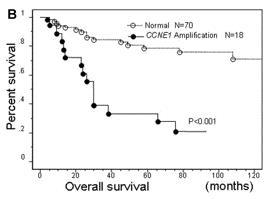 B
Normal N=70
CCNE1 Amplification N=18
Percent survival
1
.8
.6
.4
.2
0
P<0.001
0 20 40 60 80 100 120
Overall survival (months)